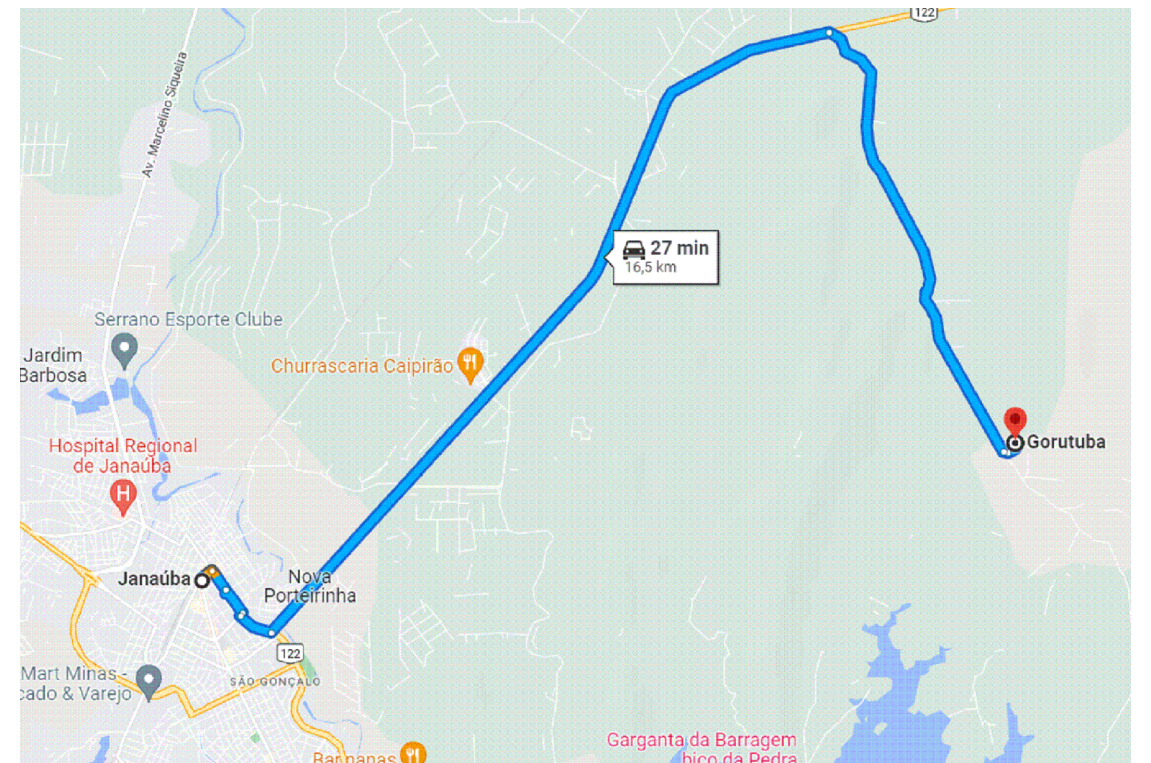 122
Av. Marcelino Siqueira
27 min
16,5 km
Serrano Esporte Clube
Jardim
Barbosa
Churrascaria Caipirão
Hospital Regional
de Janaúba
H
Gorutuba
Janaúba
Nova
Porteirinha
122
SÃO GONÇALO
Mart Minas -
cado & Varejo
Garganta da Barragem
bico da Pedra